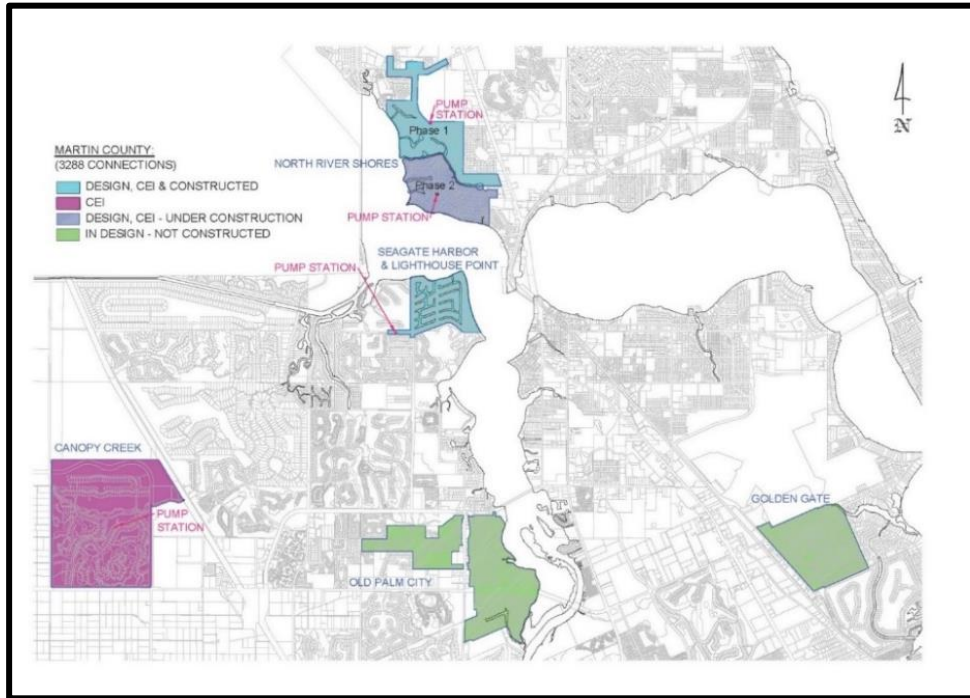 N
PUMP
STATION
Phase 1
MARTIN COUNTY:
(3288 CONNECTIONS)
NORTH RIVER SHORES
DESIGN, CEI & CONSTRUCTED
Phase 2
CEI
DESIGN, CEI - UNDER CONSTRUCTION
PUMP STATION
IN DESIGN - NOT CONSTRUCTED
SEAGATE HARBOR
& LIGHTHOUSE POINT
PUMP STATION
CANOPY CREEK
GOLDEN GATE
PUMP
STATION
OLD PALM CITY